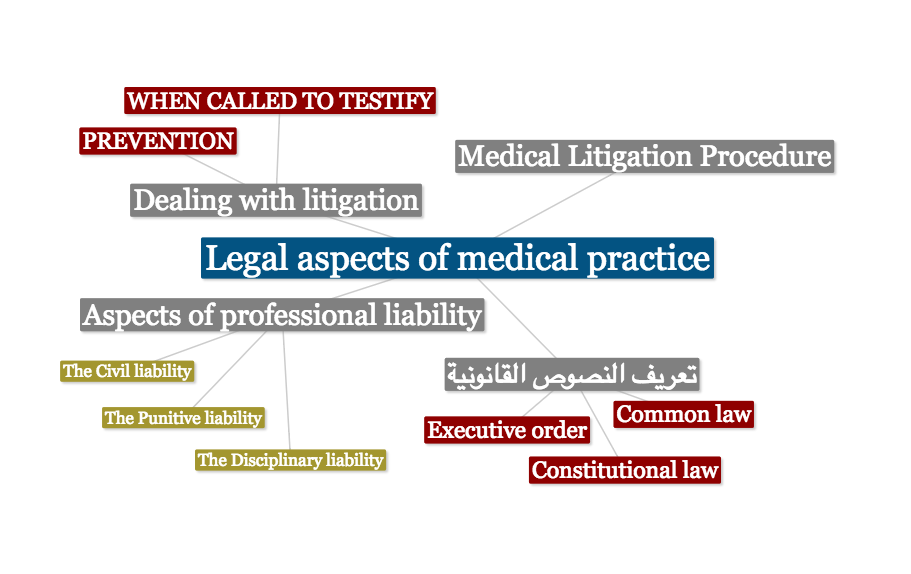 WHEN CALLED TO TESTIFY
PREVENTION
Medical Litigation Procedure
Dealing with litigation
Legal aspects of medical practice
Aspects of professional liability
The Civil liability
The Punitive liability
The Disciplinary liability
تعريف النصوص القانونية
Common law
Executive order
Constitutional law